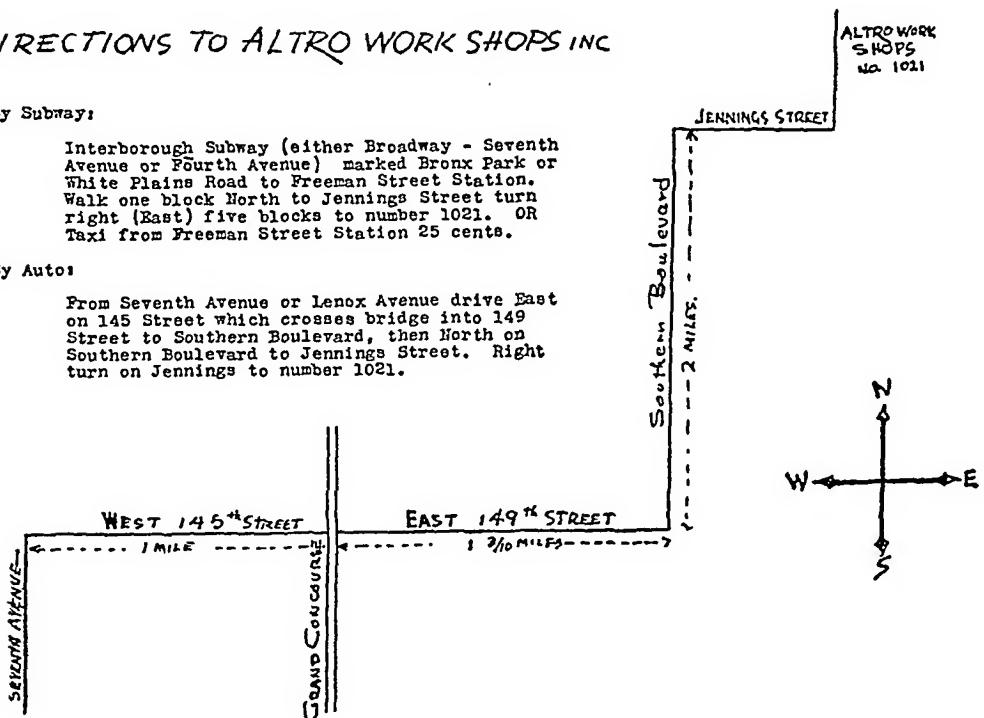 IRECTIONS TO ALTRO WORK SHOPS INC
y Subway:
Interborough Subway (either Broadway - Seventh
Avenue or Fourth Avenue) marked Bronx Park or
White Plains Road to Freeman Street Station.
Walk one block North to Jennings Street turn
right (East) five blocks to number 1021. OR
Taxi from Freeman Street Station 25 cents.
y Auto:
From Seventh Avenue or Lenox Avenue drive East
on 145 Street which crosses bridge into 149
Street to Southern Boulevard, then North on
Southern Boulevard to Jennings Street. Right
turn on Jennings to number 1021.
ALTRO WORK
SHOPS
No. 1021
JENNINGS STREET
Southern Boulevard
2 MILES.
N
W
E
S
WEST 145th STREET
EAST 149th STREET
1 MILE
MILES
SEVENTH AVENUE
GRAND CONCOURSE